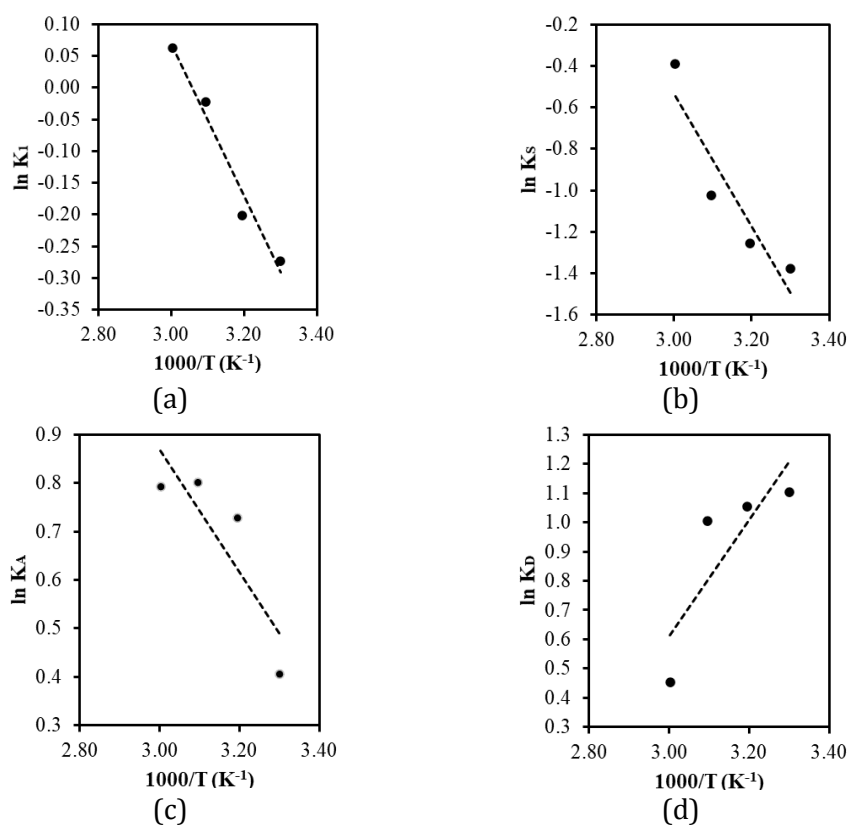 0.10
0.05
0.00
-0.05
-0.10
-0.15
-0.20
-0.25
-0.30
-0.35
2.80 3.00 3.20 3.40
ln K₁
1000/T (K⁻¹)
(a)
-0.2
-0.4
-0.6
-0.8
-1.0
-1.2
-1.4
-1.6
2.80 3.00 3.20 3.40
ln Kₛ
1000/T (K⁻¹)
(b)
0.9
0.8
0.7
0.6
0.5
0.4
0.3
2.80 3.00 3.20 3.40
ln K_A
1000/T (K⁻¹)
(c)
1.3
1.2
1.1
1.0
0.9
0.8
0.7
0.6
0.5
0.4
0.3
2.80 3.00 3.20 3.40
ln K_D
1000/T (K⁻¹)
(d)